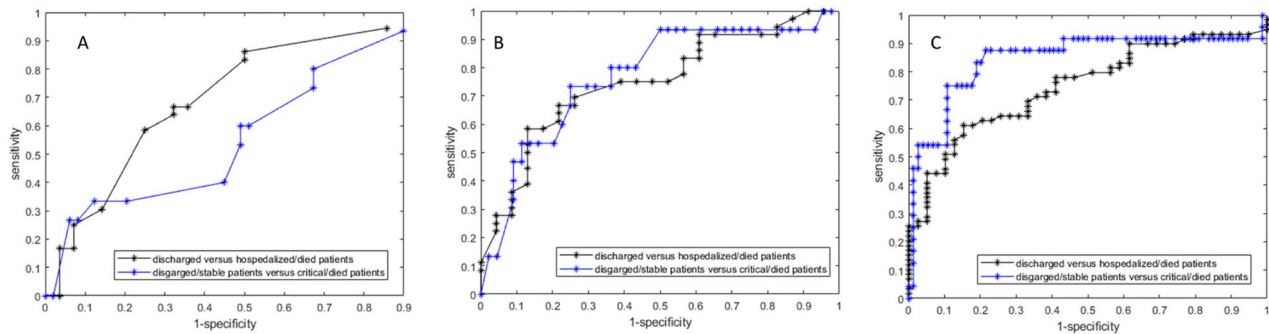 A
1
0.9
0.8
0.7
0.6
0.5
0.4
0.3
0.2
0.1
0
sensitivity
discharged versus hospedalized/died patients
disgarged/stable patients versus critical/died patients
0 0.1 0.2 0.3 0.4 0.5 0.6 0.7 0.8 0.9
1-specificity
B
1
0.9
0.8
0.7
0.6
0.5
0.4
0.3
0.2
0.1
0
sensitivity
discharged versus hospedalized/died patients
disgarged/stable patients versus critical/died patients
0 0.1 0.2 0.3 0.4 0.5 0.6 0.7 0.8 0.9 1
1-specificity
C
1
0.9
0.8
0.7
0.6
0.5
0.4
0.3
0.2
0.1
0
sensitivity
discharged versus hospedalized/died patients
disgarged/stable patients versus critical/died patients
0 0.1 0.2 0.3 0.4 0.5 0.6 0.7 0.8 0.9 1
1-specificity